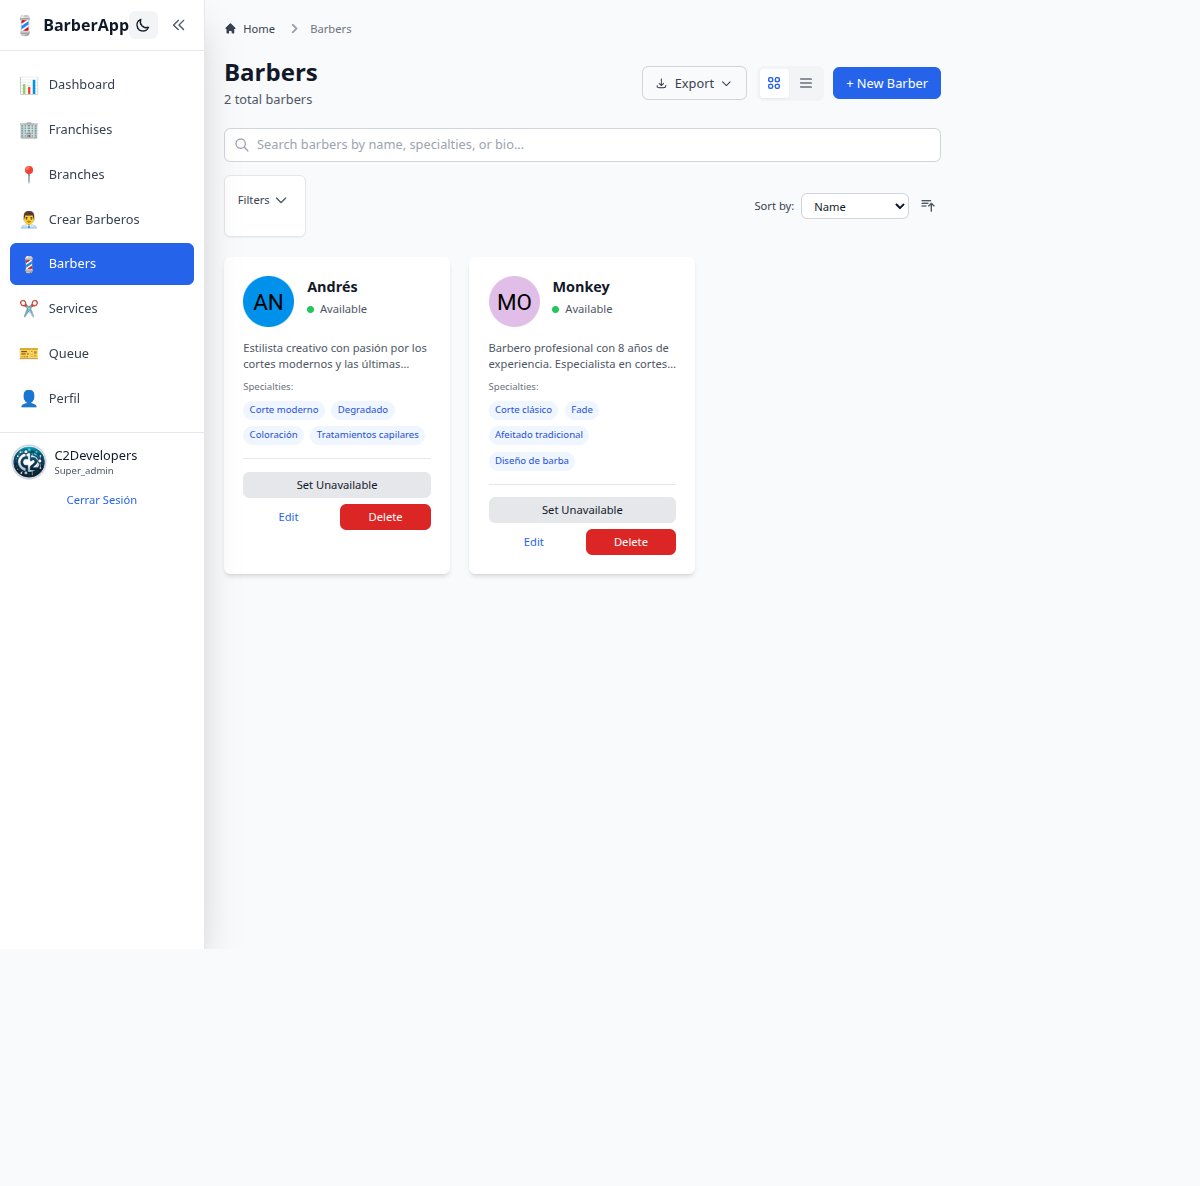 BarberApp
Dashboard
Franchises
Branches
Crear Barberos
Barbers
Services
Queue
Perfil
C2
C2Developers
Super_admin
Cerrar Sesión
Home
Barbers
Barbers
2 total barbers
Export
+ New Barber
Search barbers by name, specialties, or bio...
Filters
Sort by:
Name
AN
Andrés
Available
Estilista creativo con pasión por los
cortes modernos y las últimas...
Specialties:
Corte moderno
Degradado
Coloración
Tratamientos capilares
Set Unavailable
Edit
Delete
MO
Monkey
Available
Barbero profesional con 8 años de
experiencia. Especialista en cortes...
Specialties:
Corte clásico
Fade
Afeitado tradicional
Diseño de barba
Set Unavailable
Edit
Delete